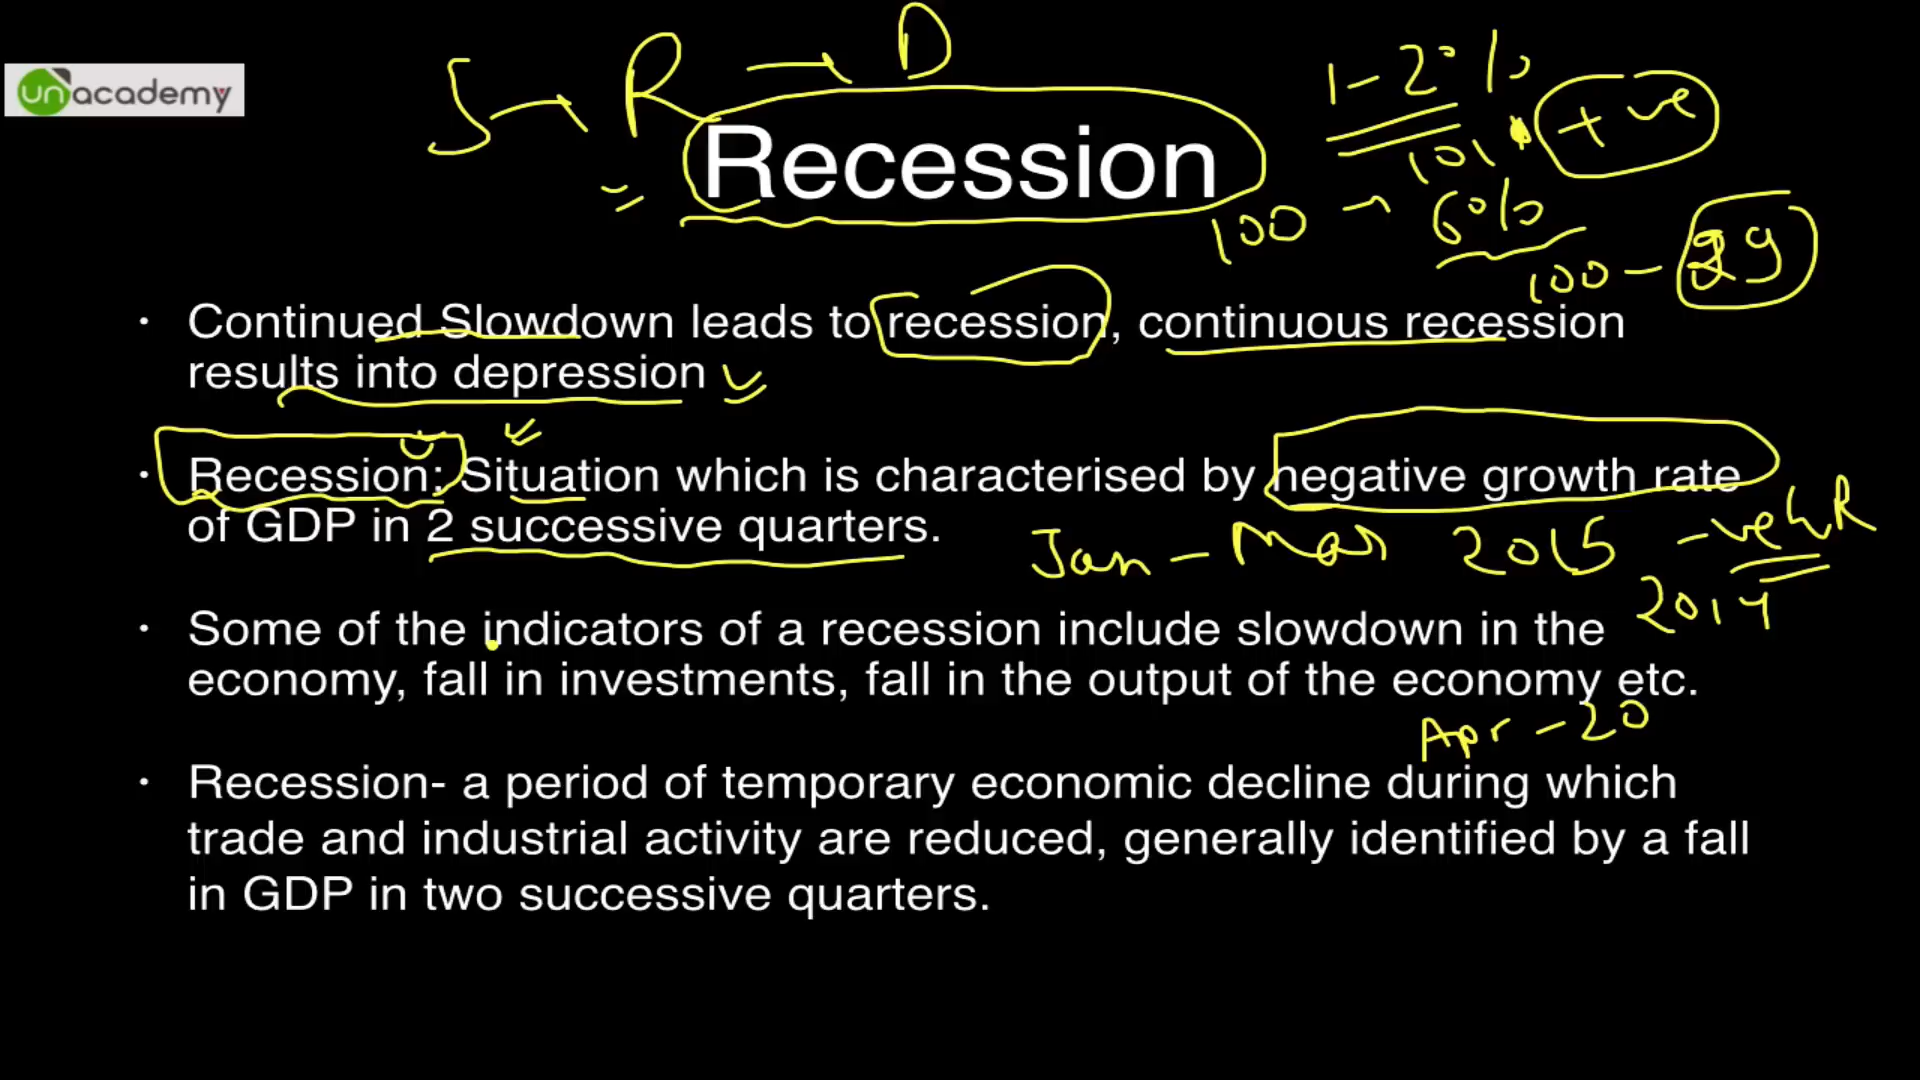 S → R → D
1-2%
unacademy
101
+ve
Recession
100 → 6%
100 - 99
• Continued Slowdown leads to recession, continuous recession
results into depression
• Recession: Situation which is characterised by negative growth rate
of GDP in 2 successive quarters.
Jan - Mar 2015 -ve GR
2014
• Some of the indicators of a recession include slowdown in the
economy, fall in investments, fall in the output of the economy etc.
Apr - 20
• Recession- a period of temporary economic decline during which
trade and industrial activity are reduced, generally identified by a fall
in GDP in two successive quarters.